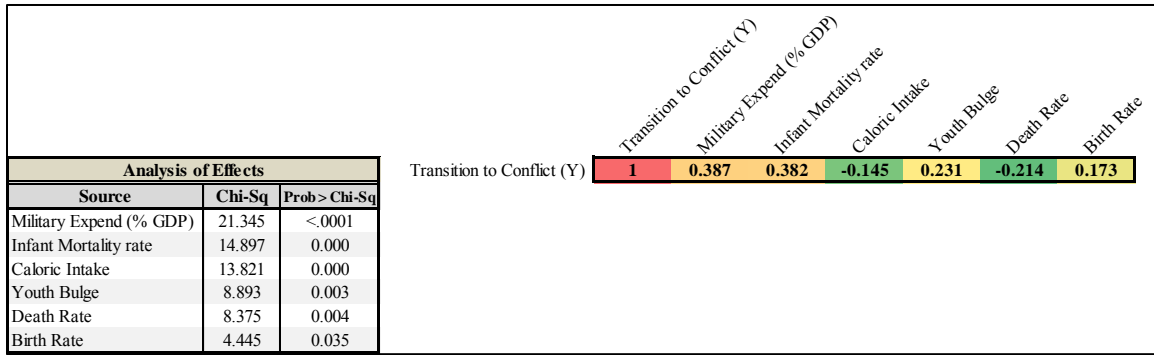 Transition to Conflict (Y)
Military Expend (% GDP)
Infant Mortality rate
Caloric Intake
Youth Bulge
Death Rate
Birth Rate
Transition to Conflict (Y) 1 0.387 0.382 -0.145 0.231 -0.214 0.173
Analysis of Effects
Source Chi-Sq Prob > Chi-Sq
Military Expend (% GDP) 21.345 <.0001
Infant Mortality rate 14.897 0.000
Caloric Intake 13.821 0.000
Youth Bulge 8.893 0.003
Death Rate 8.375 0.004
Birth Rate 4.445 0.035